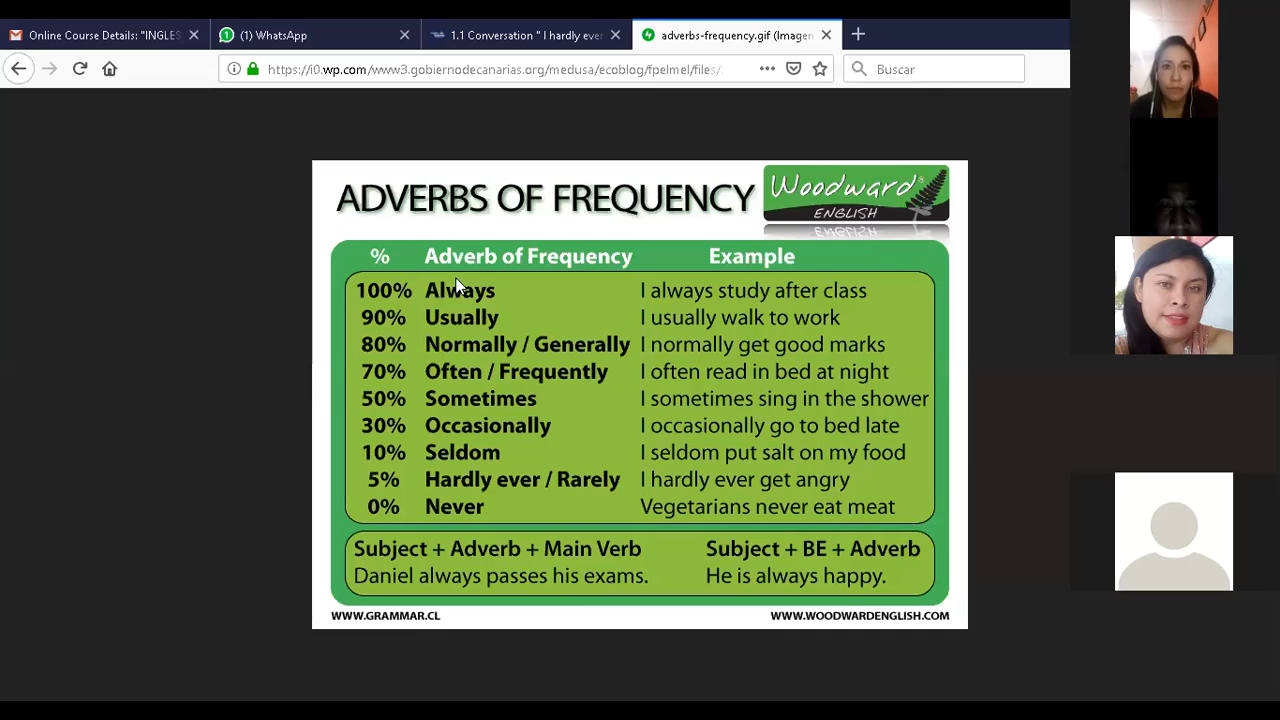 Online Course Details: "INGLES
(1) WhatsApp
1.1 Conversation " I hardly ever
adverbs-frequency.gif (Imagen
https://i0.wp.com/www3.gobiernodecanarias.org/medusa/ecoblog/fpelmel/files/
Buscar
ADVERBS OF FREQUENCY
Woodward®
ENGLISH
% Adverb of Frequency Example
100% Always I always study after class
90% Usually I usually walk to work
80% Normally / Generally I normally get good marks
70% Often / Frequently I often read in bed at night
50% Sometimes I sometimes sing in the shower
30% Occasionally I occasionally go to bed late
10% Seldom I seldom put salt on my food
5% Hardly ever / Rarely I hardly ever get angry
0% Never Vegetarians never eat meat
Subject + Adverb + Main Verb Subject + BE + Adverb
Daniel always passes his exams. He is always happy.
WWW.GRAMMAR.CL WWW.WOODWARDENGLISH.COM